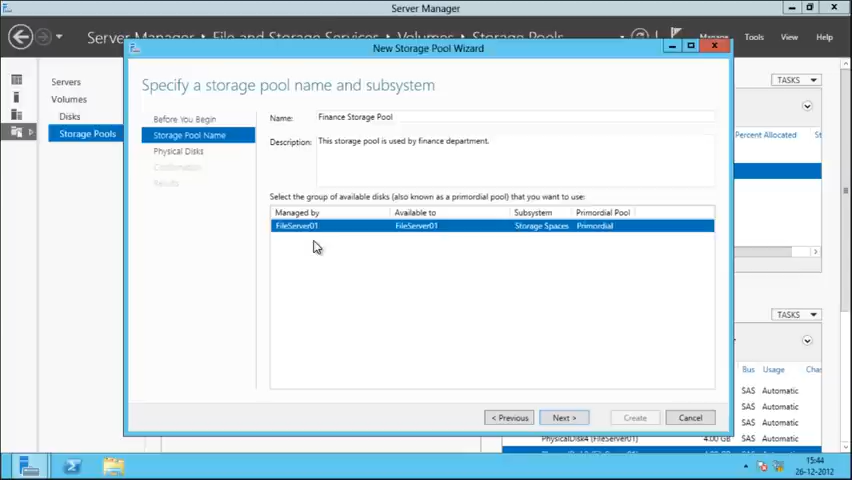 Server Manager
Server Manager • File and Storage Services • Volumes • Storage Pools
Manage Tools View Help
New Storage Pool Wizard
Servers
Volumes
Disks
Storage Pools
Specify a storage pool name and subsystem
Before You Begin
Storage Pool Name
Physical Disks
Confirmation
Results
Name: Finance Storage Pool
Description: This storage pool is used by finance department.
Select the group of available disks (also known as a primordial pool) that you want to use:
Managed by Available to Subsystem Primordial Pool
FileServer01 FileServer01 Storage Spaces Primordial
< Previous Next > Create Cancel
TASKS
Percent Allocated St
TASKS
Bus Usage Chas
SAS Automatic
SAS Automatic
SAS Automatic
PhysicalDisk4 (FileServer01) 4.00 GB SAS Automatic
15:44
26-12-2012